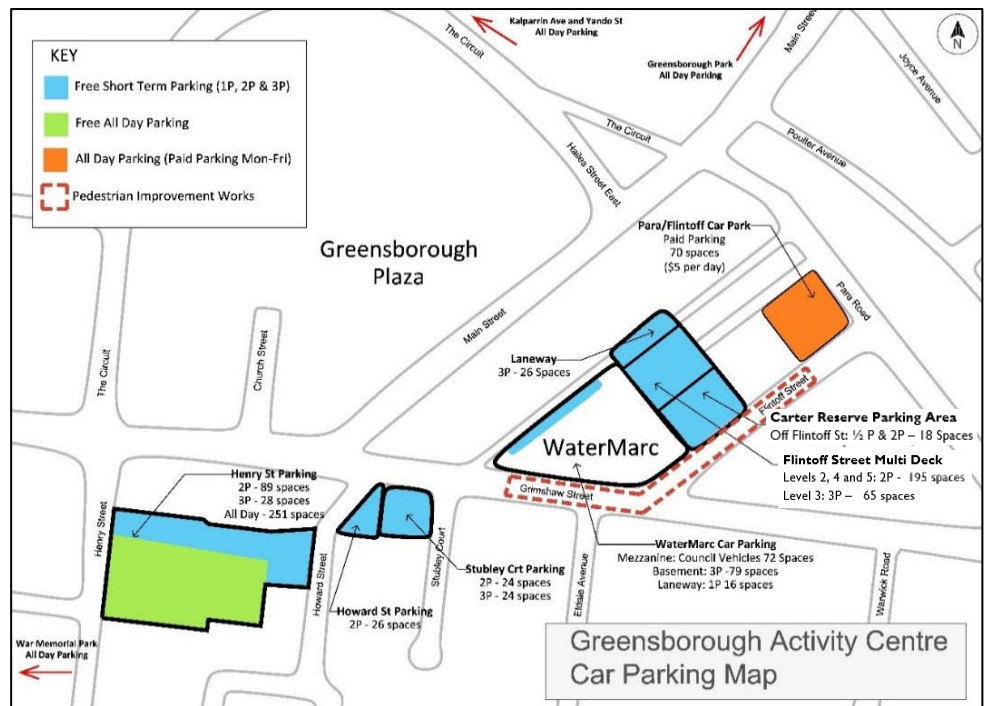 Kalparrin Ave and Yando St
All Day Parking
Greensborough Park
All Day Parking
N
KEY
Free Short Term Parking (1P, 2P & 3P)
Free All Day Parking
All Day Parking (Paid Parking Mon-Fri)
Pedestrian Improvement Works
The Circuit
Main Street
Joyce Avenue
The Circuit
Poulter Avenue
Hailes Street East
Greensborough
Plaza
Para/Flintoff Car Park
Paid Parking
70 spaces
($5 per day)
Para Road
Main Street
Church Street
The Circuit
Laneway
3P - 26 Spaces
Flintoff Street
WaterMarc
Carter Reserve Parking Area
Off Flintoff St: ½ P & 2P – 18 Spaces
Flintoff Street Multi Deck
Levels 2, 4 and 5: 2P - 195 spaces
Level 3: 3P – 65 spaces
Grimshaw Street
Henry St Parking
2P - 89 spaces
3P - 28 spaces
All Day - 251 spaces
Henry Street
Howard Street
Stubley Court
WaterMarc Car Parking
Mezzanine: Council Vehicles 72 Spaces
Basement: 3P -79 spaces
Laneway: 1P 16 spaces
Stubley Crt Parking
2P - 24 spaces
3P - 24 spaces
Howard St Parking
2P - 26 spaces
Eldale Avenue
Warwick Road
War Memorial Park
All Day Parking
Greensborough Activity Centre
Car Parking Map